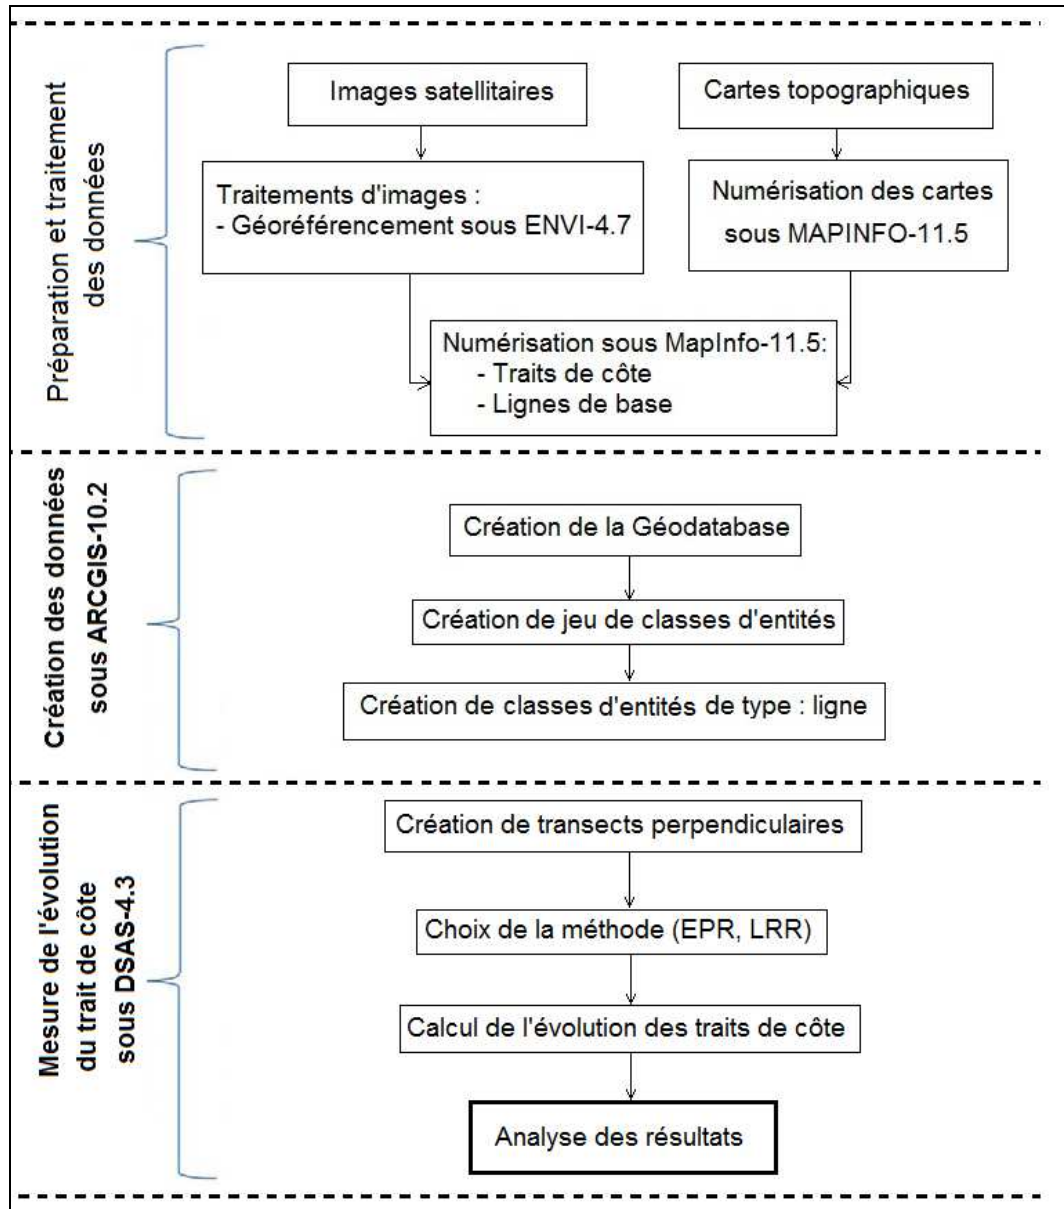 Préparation et traitement
des données
Images satellitaires
Cartes topographiques
Traitements d'images :
- Géoréférencement sous ENVI-4.7
Numérisation des cartes
sous MAPINFO-11.5
Numérisation sous MapInfo-11.5:
- Traits de côte
- Lignes de base
Création des données
sous ARCGIS-10.2
Création de la Géodatabase
Création de jeu de classes d'entités
Création de classes d'entités de type : ligne
Mesure de l'évolution
du trait de côte
sous DSAS-4.3
Création de transects perpendiculaires
Choix de la méthode (EPR, LRR)
Calcul de l'évolution des traits de côte
Analyse des résultats